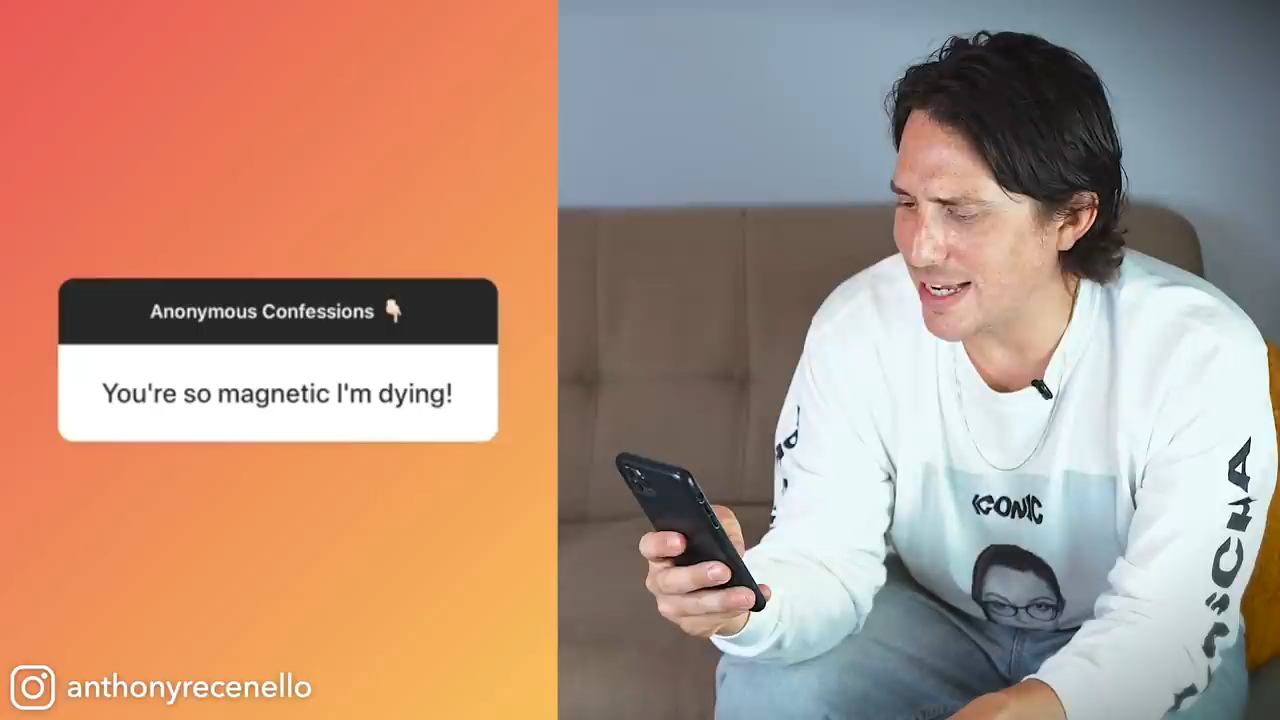 Anonymous Confessions 👇🏻
You're so magnetic I'm dying!
anthonyrecenello
ICONIC